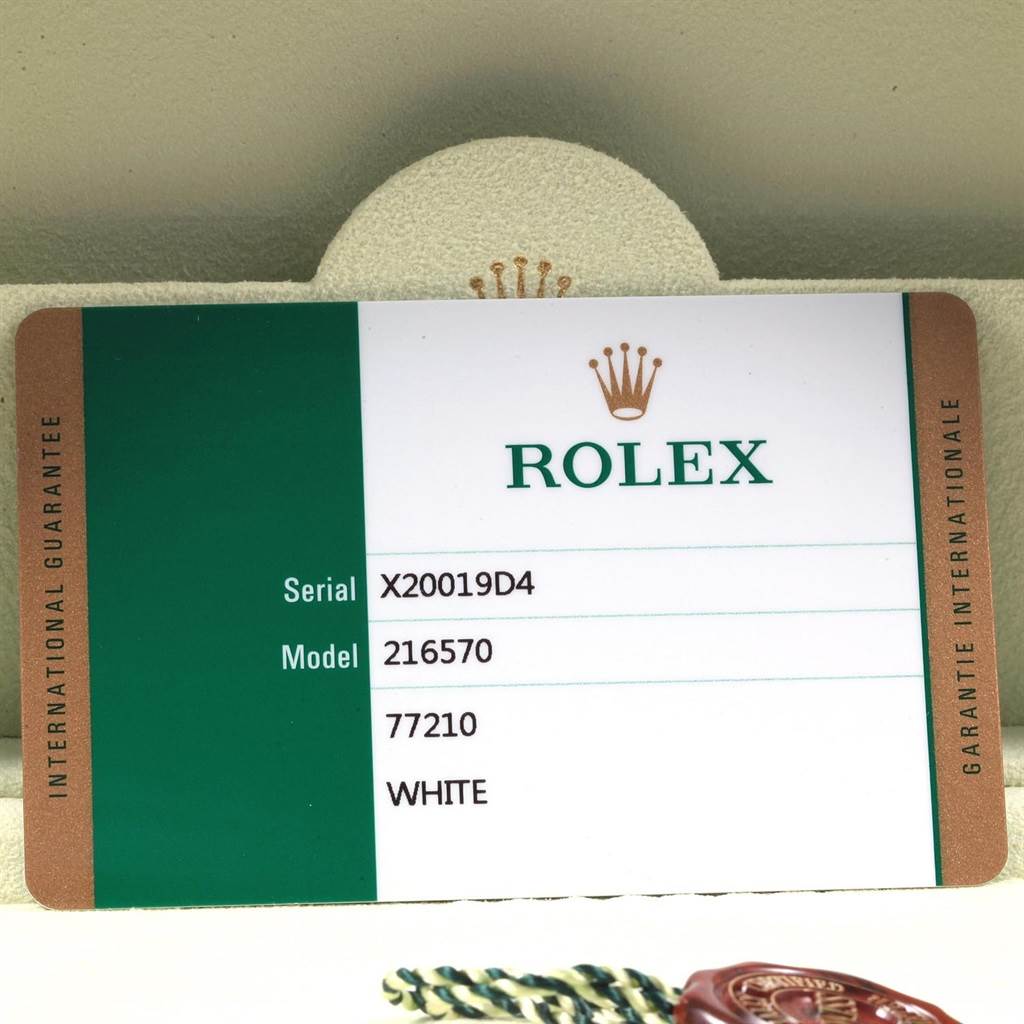 INTERNATIONAL GUARANTEE
ROLEX
Serial X20019D4
Model 216570
77210
WHITE
GARANTIE INTERNATIONALE